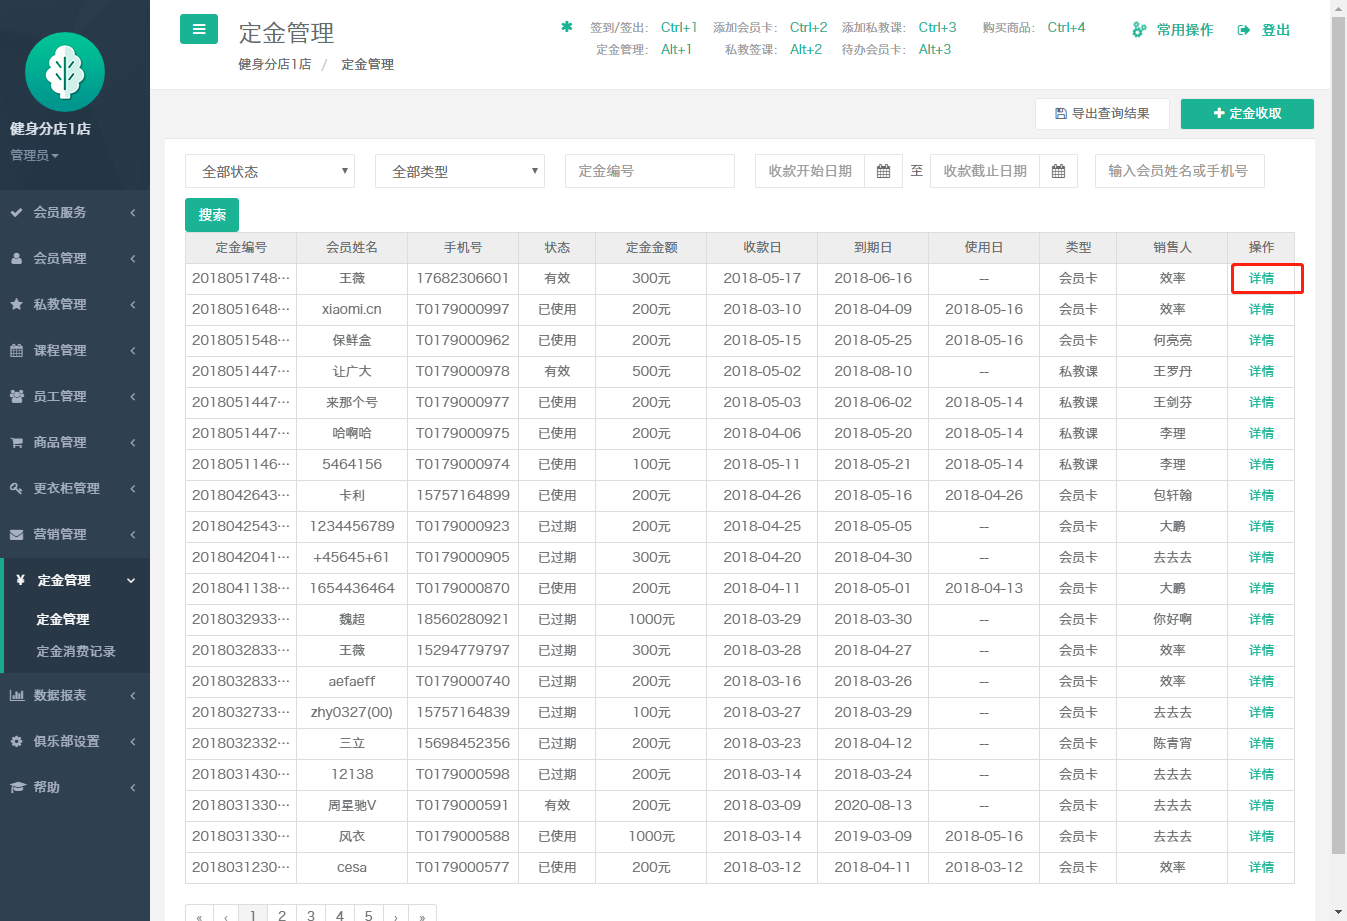 健身分店1店
管理员
会员服务
会员管理
私教管理
课程管理
员工管理
商品管理
更衣柜管理
营销管理
¥ 定金管理
定金管理
定金消费记录
数据报表
俱乐部设置
帮助
定金管理
健身分店1店 / 定金管理
签到/签出: Ctrl+1 添加会员卡: Ctrl+2 添加私教课: Ctrl+3 购买商品: Ctrl+4
定金管理: Alt+1 私教签课: Alt+2 待办会员卡: Alt+3
常用操作 登出
导出查询结果 定金收取
全部状态 全部类型 定金编号 收款开始日期 至 收款截止日期 输入会员姓名或手机号
搜索
定金编号 会员姓名 手机号 状态 定金金额 收款日 到期日 使用日 类型 销售人 操作
2018051748··· 王薇 17682306601 有效 300元 2018-05-17 2018-06-16 -- 会员卡 效率 详情
2018051648··· xiaomi.cn T0179000997 已使用 200元 2018-03-10 2018-04-09 2018-05-16 会员卡 效率 详情
2018051548··· 保鲜盒 T0179000962 已使用 200元 2018-05-15 2018-05-25 2018-05-16 会员卡 何亮亮 详情
2018051447··· 让广大 T0179000978 有效 500元 2018-05-02 2018-08-10 -- 私教课 王罗丹 详情
2018051447··· 来那个号 T0179000977 已使用 200元 2018-05-03 2018-06-02 2018-05-14 私教课 王剑芬 详情
2018051447··· 哈啊哈 T0179000975 已使用 200元 2018-04-06 2018-05-20 2018-05-14 私教课 李理 详情
2018051146··· 5464156 T0179000974 已使用 100元 2018-05-11 2018-05-21 2018-05-14 私教课 李理 详情
2018042643··· 卡利 15757164899 已使用 200元 2018-04-26 2018-05-16 2018-04-26 会员卡 包轩翰 详情
2018042543··· 1234456789 T0179000923 已过期 200元 2018-04-25 2018-05-05 -- 会员卡 大鹏 详情
2018042041··· +45645+61 T0179000905 已过期 300元 2018-04-20 2018-04-30 -- 会员卡 去去去 详情
2018041138··· 1654436464 T0179000870 已使用 200元 2018-04-11 2018-05-01 2018-04-13 会员卡 大鹏 详情
2018032933··· 魏超 18560280921 已过期 1000元 2018-03-29 2018-03-30 -- 会员卡 你好啊 详情
2018032833··· 王薇 15294779797 已过期 300元 2018-03-28 2018-04-27 -- 会员卡 效率 详情
2018032833··· aefaeff T0179000740 已过期 200元 2018-03-16 2018-03-26 -- 会员卡 效率 详情
2018032733··· zhy0327(00) 15757164839 已过期 100元 2018-03-27 2018-03-29 -- 会员卡 去去去 详情
2018032332··· 三立 15698452356 已过期 200元 2018-03-23 2018-04-12 -- 会员卡 陈青宵 详情
2018031430··· 12138 T0179000598 已过期 200元 2018-03-14 2018-03-24 -- 会员卡 去去去 详情
2018031330··· 周星驰V T0179000591 有效 200元 2018-03-09 2020-08-13 -- 会员卡 去去去 详情
2018031330··· 风衣 T0179000588 已使用 1000元 2018-03-14 2019-03-09 2018-05-16 会员卡 去去去 详情
2018031230··· cesa T0179000577 已使用 200元 2018-03-12 2018-04-11 2018-03-12 会员卡 效率 详情
« ‹ 1 2 3 4 5 › »